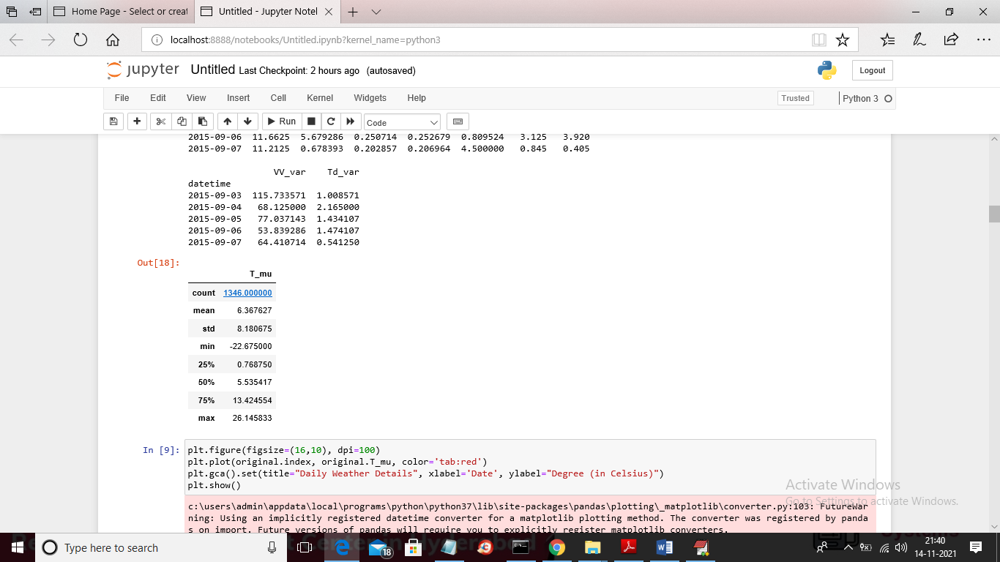 Home Page - Select or creat
Untitled - Jupyter Notel
localhost:8888/notebooks/Untitled.ipynb?kernel_name=python3
jupyter Untitled Last Checkpoint: 2 hours ago (autosaved)
Logout
File Edit View Insert Cell Kernel Widgets Help
Trusted
Python 3
Run
Code
2015-09-06 11.6625 5.679286 0.250714 0.252679 0.809524 3.125 3.920
2015-09-07 11.2125 0.678393 0.202857 0.206964 4.500000 0.845 0.405
VV_var Td_var
datetime
2015-09-03 115.733571 1.008571
2015-09-04 68.125000 2.165000
2015-09-05 77.037143 1.434107
2015-09-06 53.839286 1.474107
2015-09-07 64.410714 0.541250
Out[18]:
T_mu
count 1346.000000
mean 6.367627
std 8.180675
min -22.675000
25% 0.768750
50% 5.535417
75% 13.424554
max 26.145833
In [9]:
plt.figure(figsize=(16,10), dpi=100)
plt.plot(original.index, original.T_mu, color='tab:red')
plt.gca().set(title="Daily Weather Details", xlabel='Date', ylabel="Degree (in Celsius)")
plt.show()
Activate Windows
Go to Settings to activate Windows.
c:\users\admin\appdata\local\programs\python\python37\lib\site-packages\pandas\plotting\_matplotlib\converter.py:103: FutureWar
ning: Using an implicitly registered datetime converter for a matplotlib plotting method. The converter was registered by panda
s on import. Future versions of pandas will require you to explicitly register matplotlib converters.
Type here to search
18
21:40
14-11-2021